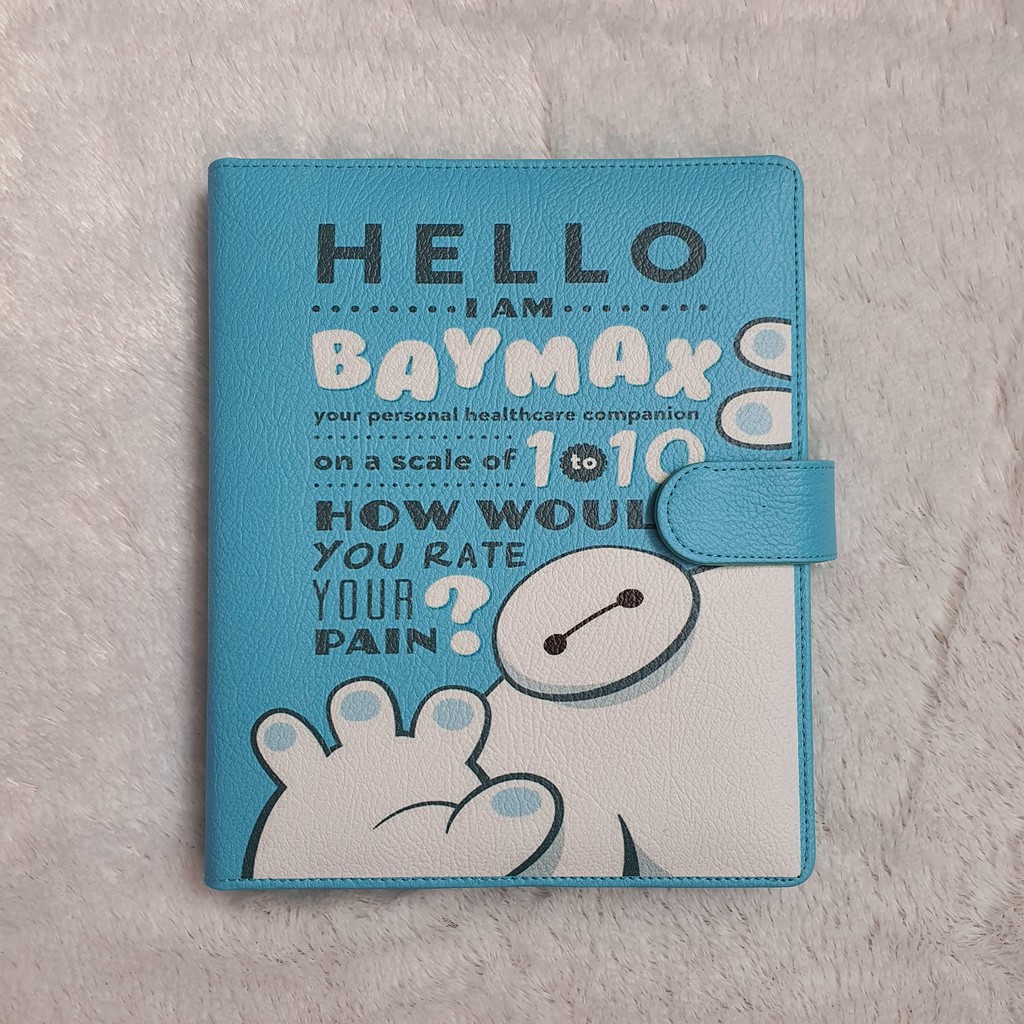 HELLO
I AM
BAYMAX
your personal healthcare companion
on a scale of 1 to 10
HOW WOUL
YOU RATE
YOUR
PAIN?